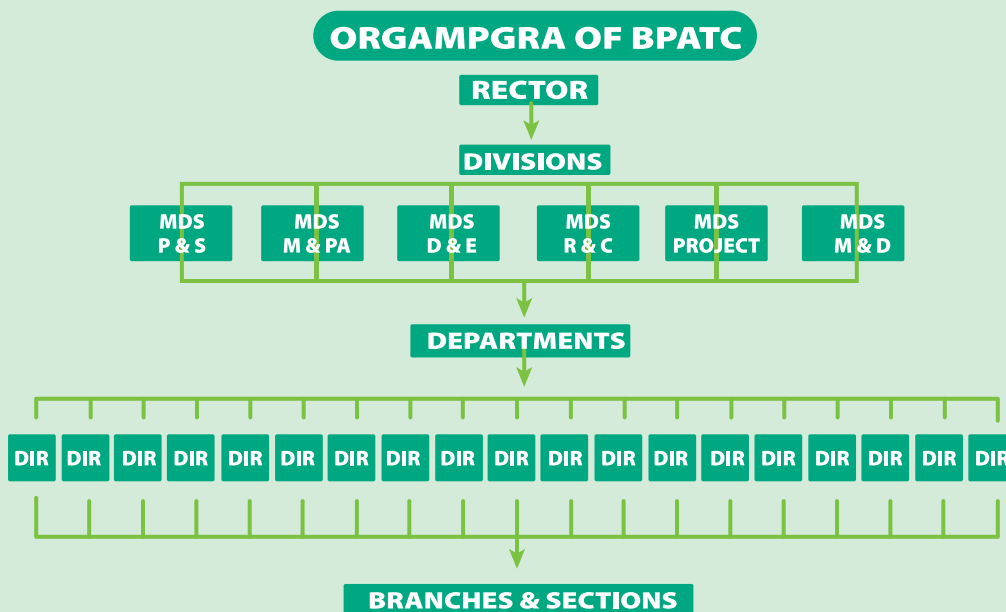 ORGAMPGRA OF BPATC
RECTOR
DIVISIONS
MDS
P & S
MDS
M & PA
MDS
D & E
MDS
R & C
MDS
PROJECT
MDS
M & D
DEPARTMENTS
DIR DIR DIR DIR DIR DIR DIR DIR DIR DIR DIR DIR DIR DIR DIR DIR DIR DIR DIR
BRANCHES & SECTIONS